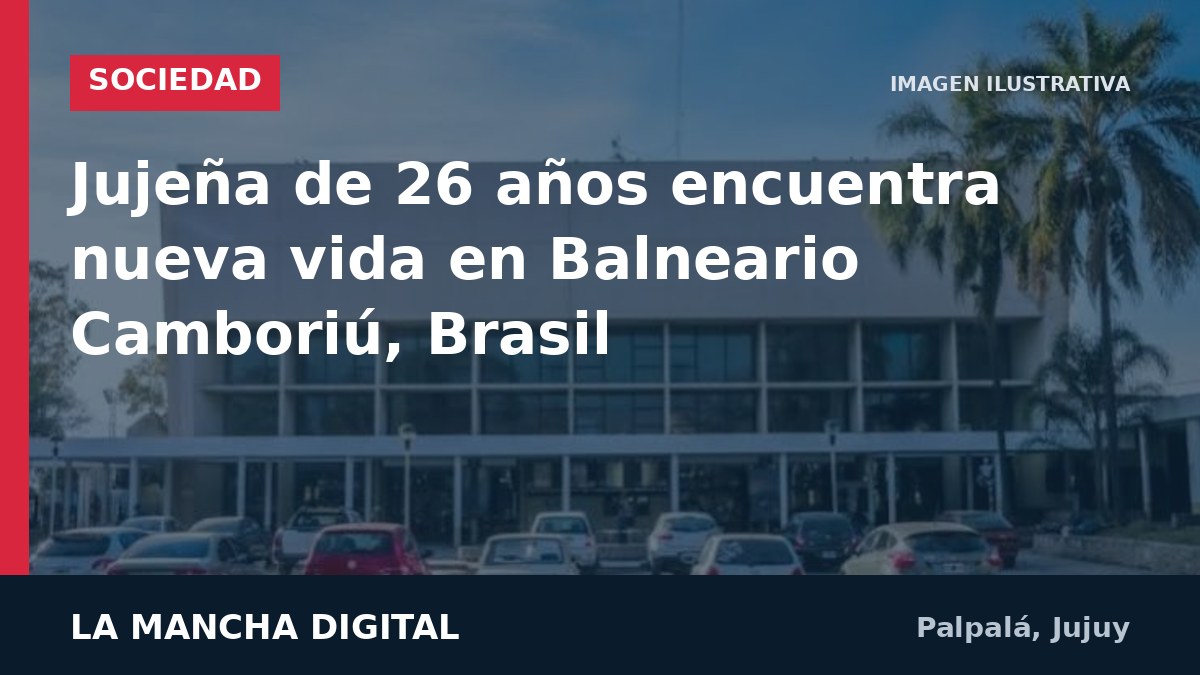 SOCIEDAD
IMAGEN ILUSTRATIVA
Jujeña de 26 años encuentra
nueva vida en Balneario
Camboriú, Brasil
LA MANCHA DIGITAL
Palpalá, Jujuy